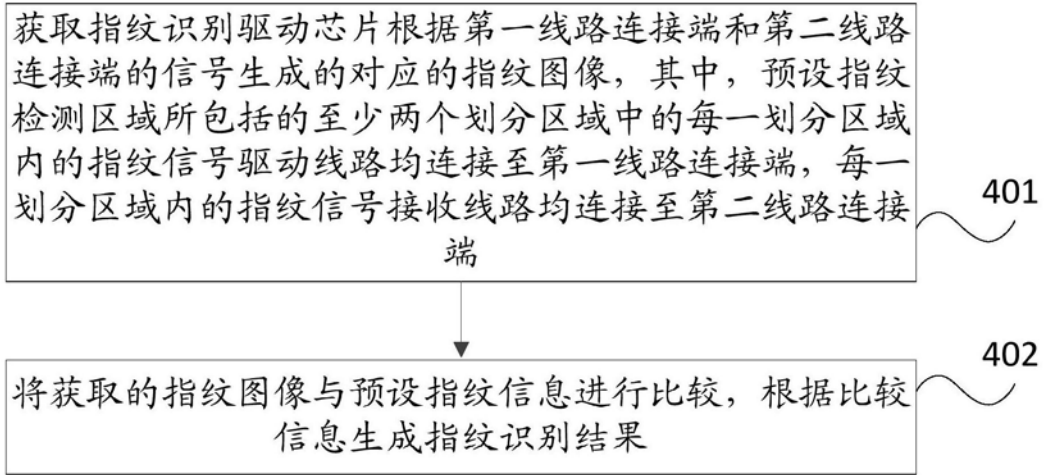 获取指纹识别驱动芯片根据第一线路连接端和第二线路
连接端的信号生成的对应的指纹图像，其中，预设指纹
检测区域所包括的至少两个划分区域中的每一划分区域
内的指纹信号驱动线路均连接至第一线路连接端，每一
划分区域内的指纹信号接收线路均连接至第二线路连接
端
401
402
将获取的指纹图像与预设指纹信息进行比较，根据比较
信息生成指纹识别结果